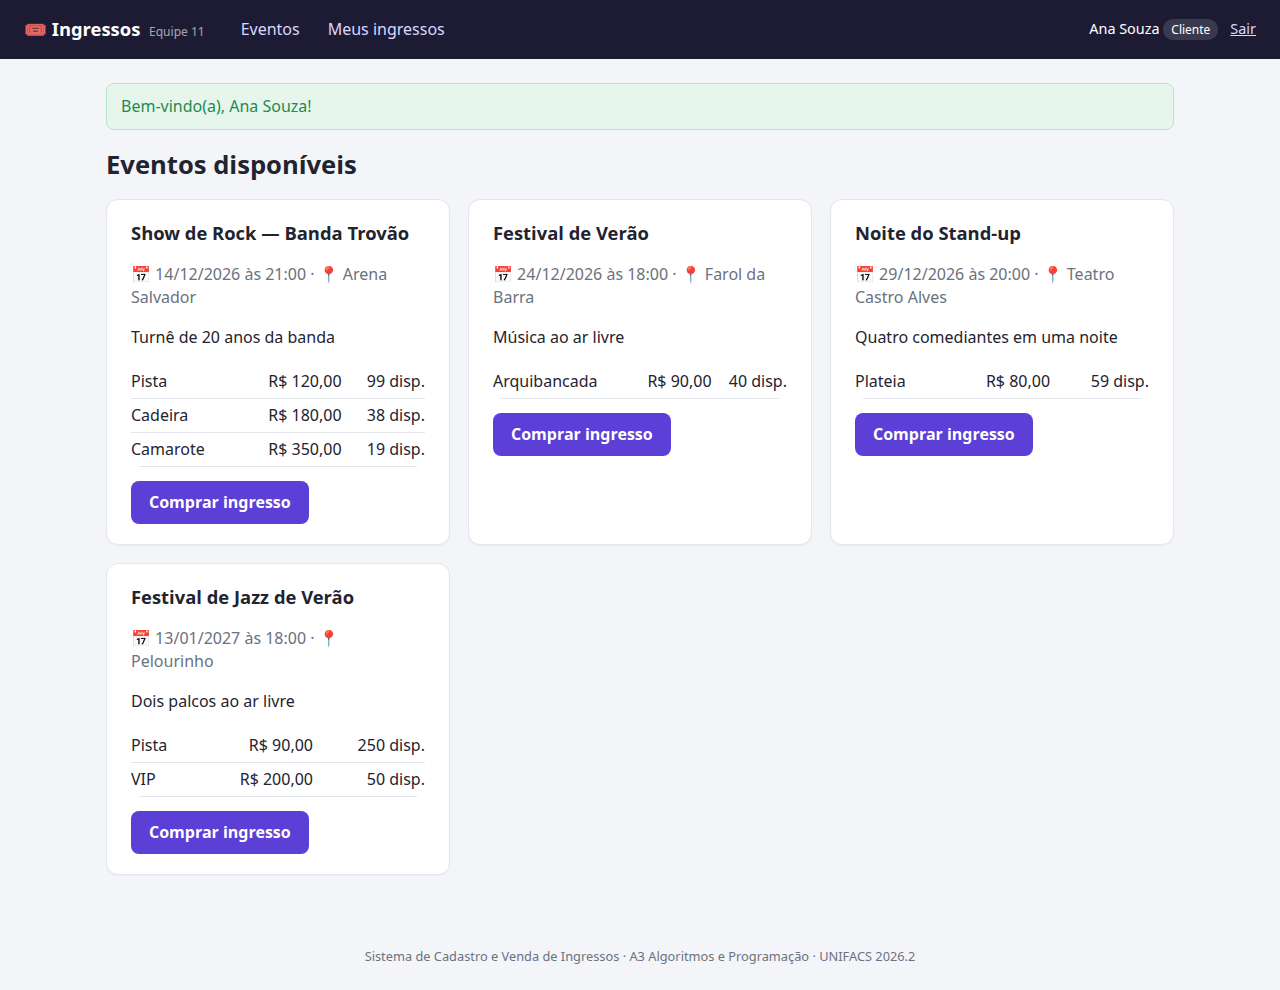 Ingressos Equipe 11 Eventos Meus ingressos Ana Souza Cliente Sair
Bem-vindo(a), Ana Souza!
Eventos disponíveis
Show de Rock — Banda Trovão
14/12/2026 às 21:00 · Arena
Salvador
Turnê de 20 anos da banda
Pista R$ 120,00 99 disp.
Cadeira R$ 180,00 38 disp.
Camarote R$ 350,00 19 disp.
Comprar ingresso
Festival de Verão
24/12/2026 às 18:00 · Farol da
Barra
Música ao ar livre
Arquibancada R$ 90,00 40 disp.
Comprar ingresso
Noite do Stand-up
29/12/2026 às 20:00 · Teatro
Castro Alves
Quatro comediantes em uma noite
Plateia R$ 80,00 59 disp.
Comprar ingresso
Festival de Jazz de Verão
13/01/2027 às 18:00 ·
Pelourinho
Dois palcos ao ar livre
Pista R$ 90,00 250 disp.
VIP R$ 200,00 50 disp.
Comprar ingresso
Sistema de Cadastro e Venda de Ingressos · A3 Algoritmos e Programação · UNIFACS 2026.2